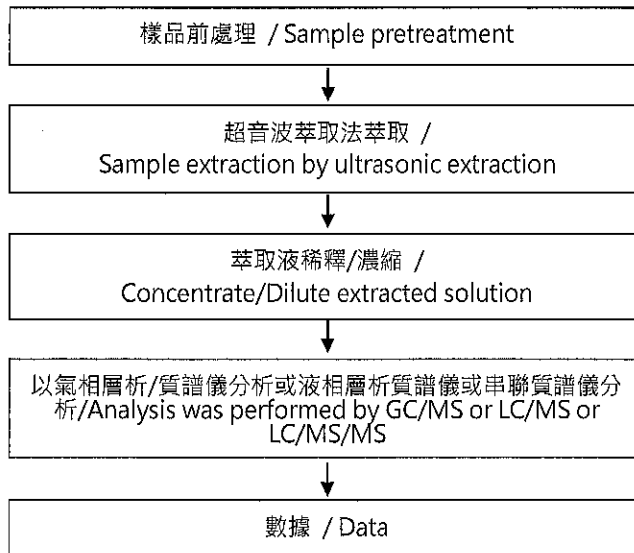 樣品前處理 / Sample pretreatment
超音波萃取法萃取 /
Sample extraction by ultrasonic extraction
萃取液稀釋/濃縮 /
Concentrate/Dilute extracted solution
以氣相層析/質譜儀分析或液相層析質譜儀或串聯質譜儀分
析/Analysis was performed by GC/MS or LC/MS or
LC/MS/MS
數據 / Data